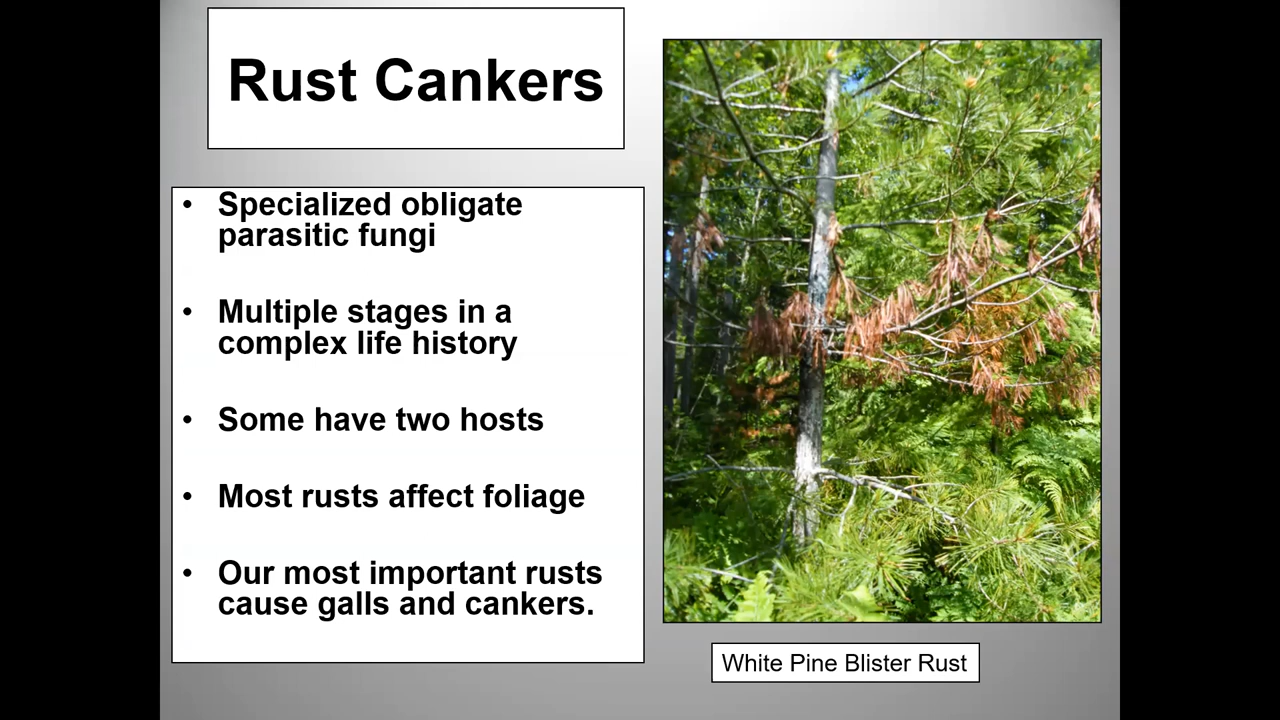 Rust Cankers
• Specialized obligate
parasitic fungi
• Multiple stages in a
complex life history
• Some have two hosts
• Most rusts affect foliage
• Our most important rusts
cause galls and cankers.
White Pine Blister Rust